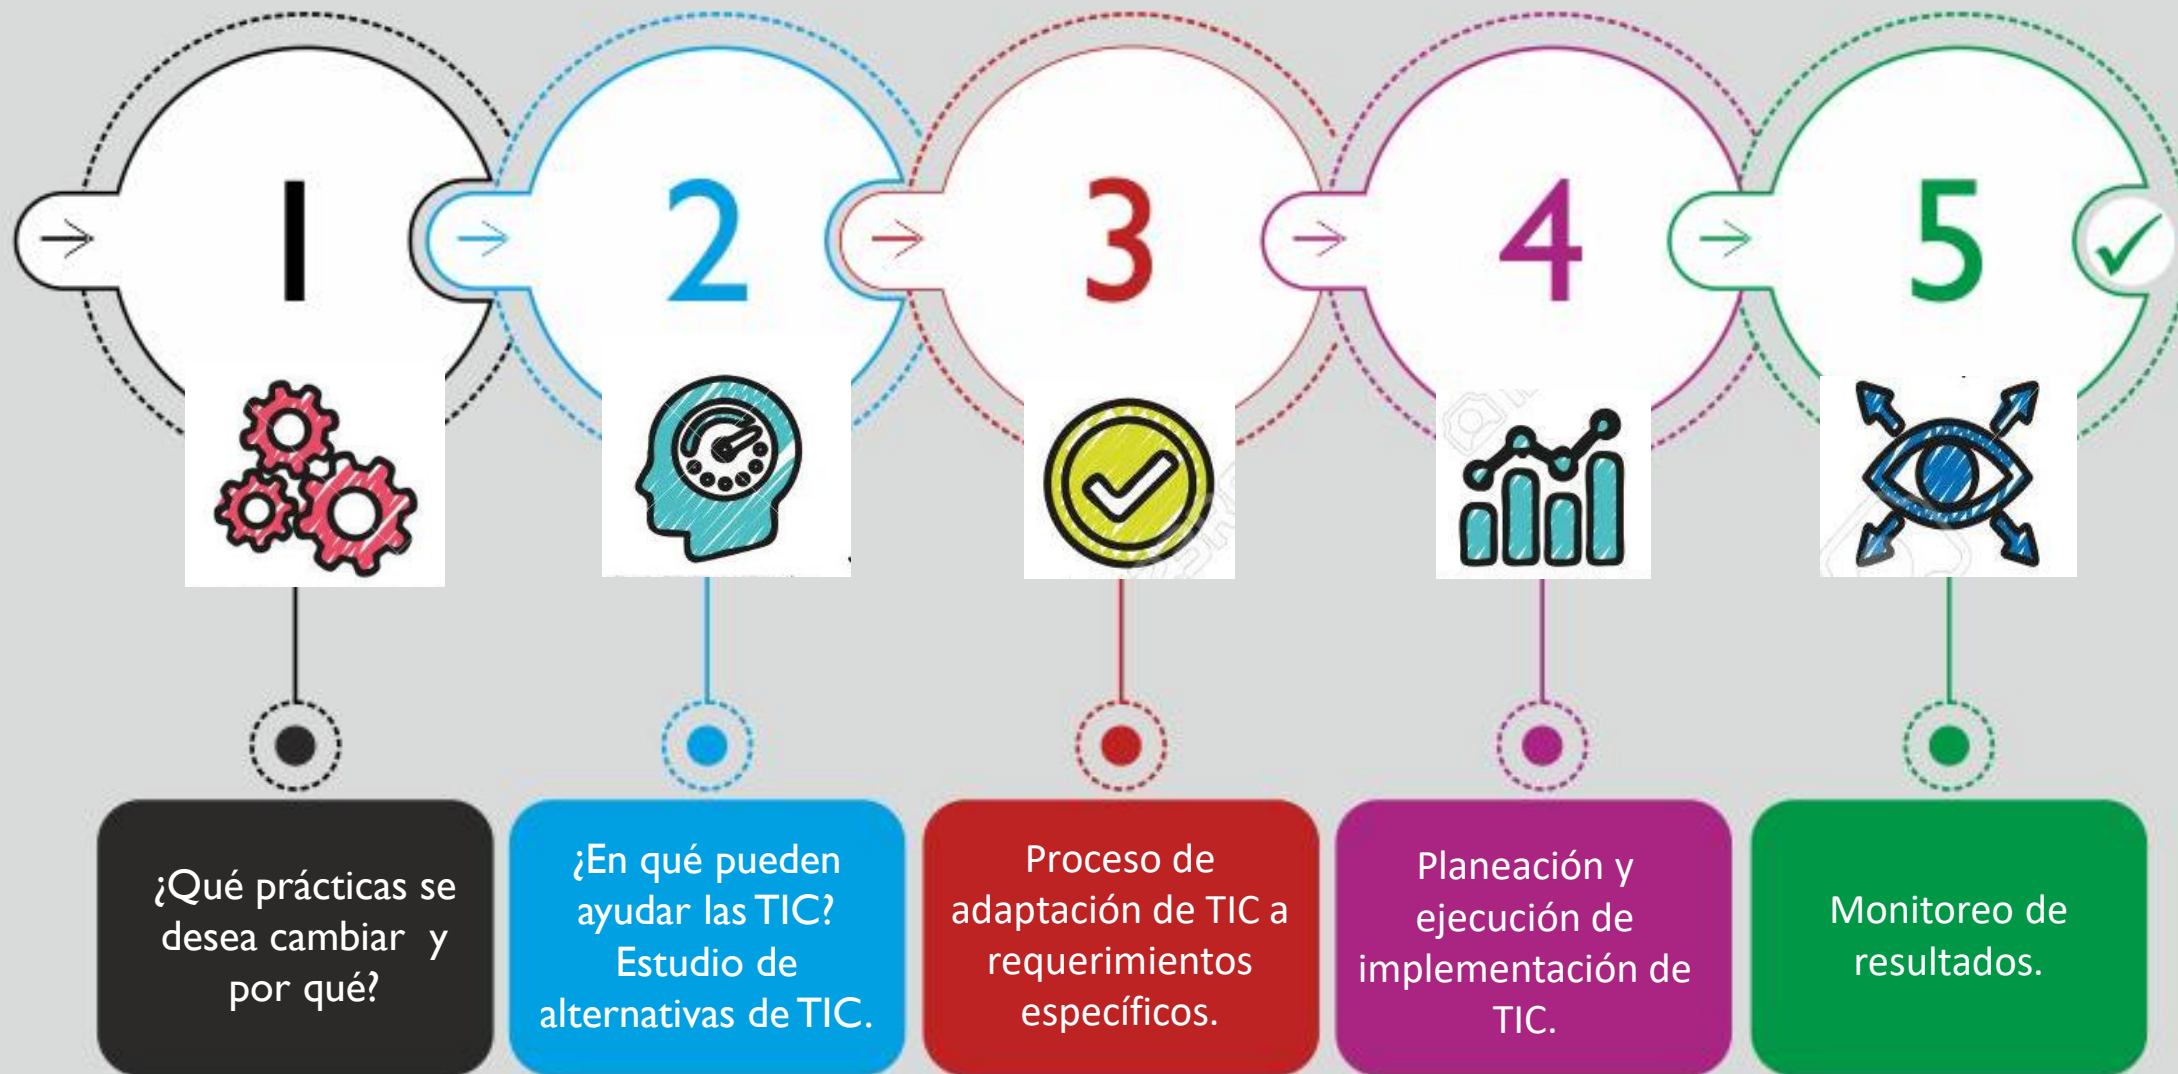 1
2
3
4
5
¿Qué prácticas se
desea cambiar y
por qué?
¿En qué pueden
ayudar las TIC?
Estudio de
alternativas de TIC.
Proceso de
adaptación de TIC a
requerimientos
específicos.
Planeación y
ejecución de
implementación de
TIC.
Monitoreo de
resultados.